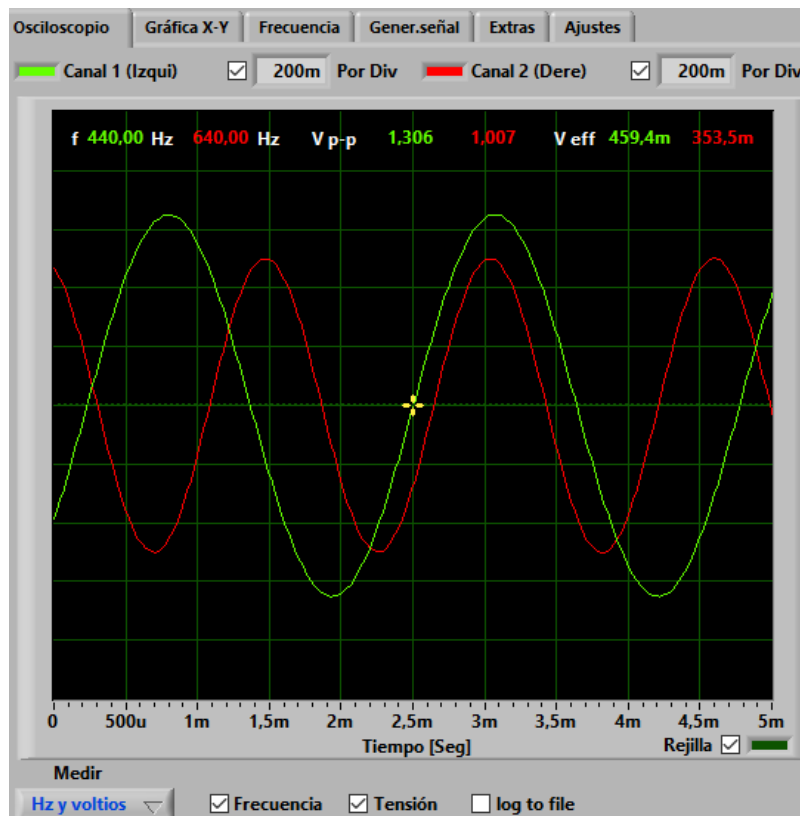 Osciloscopio Gráfica X-Y Frecuencia Gener.señal Extras Ajustes
Canal 1 (Izqui) 200m Por Div Canal 2 (Dere) 200m Por Div
f 440,00 Hz 640,00 Hz V p-p 1,306 1,007 V eff 459,4m 353,5m
0 500u 1m 1,5m 2m 2,5m 3m 3,5m 4m 4,5m 5m
Tiempo [Seg] Rejilla
Medir
Hz y voltios Frecuencia Tensión log to file